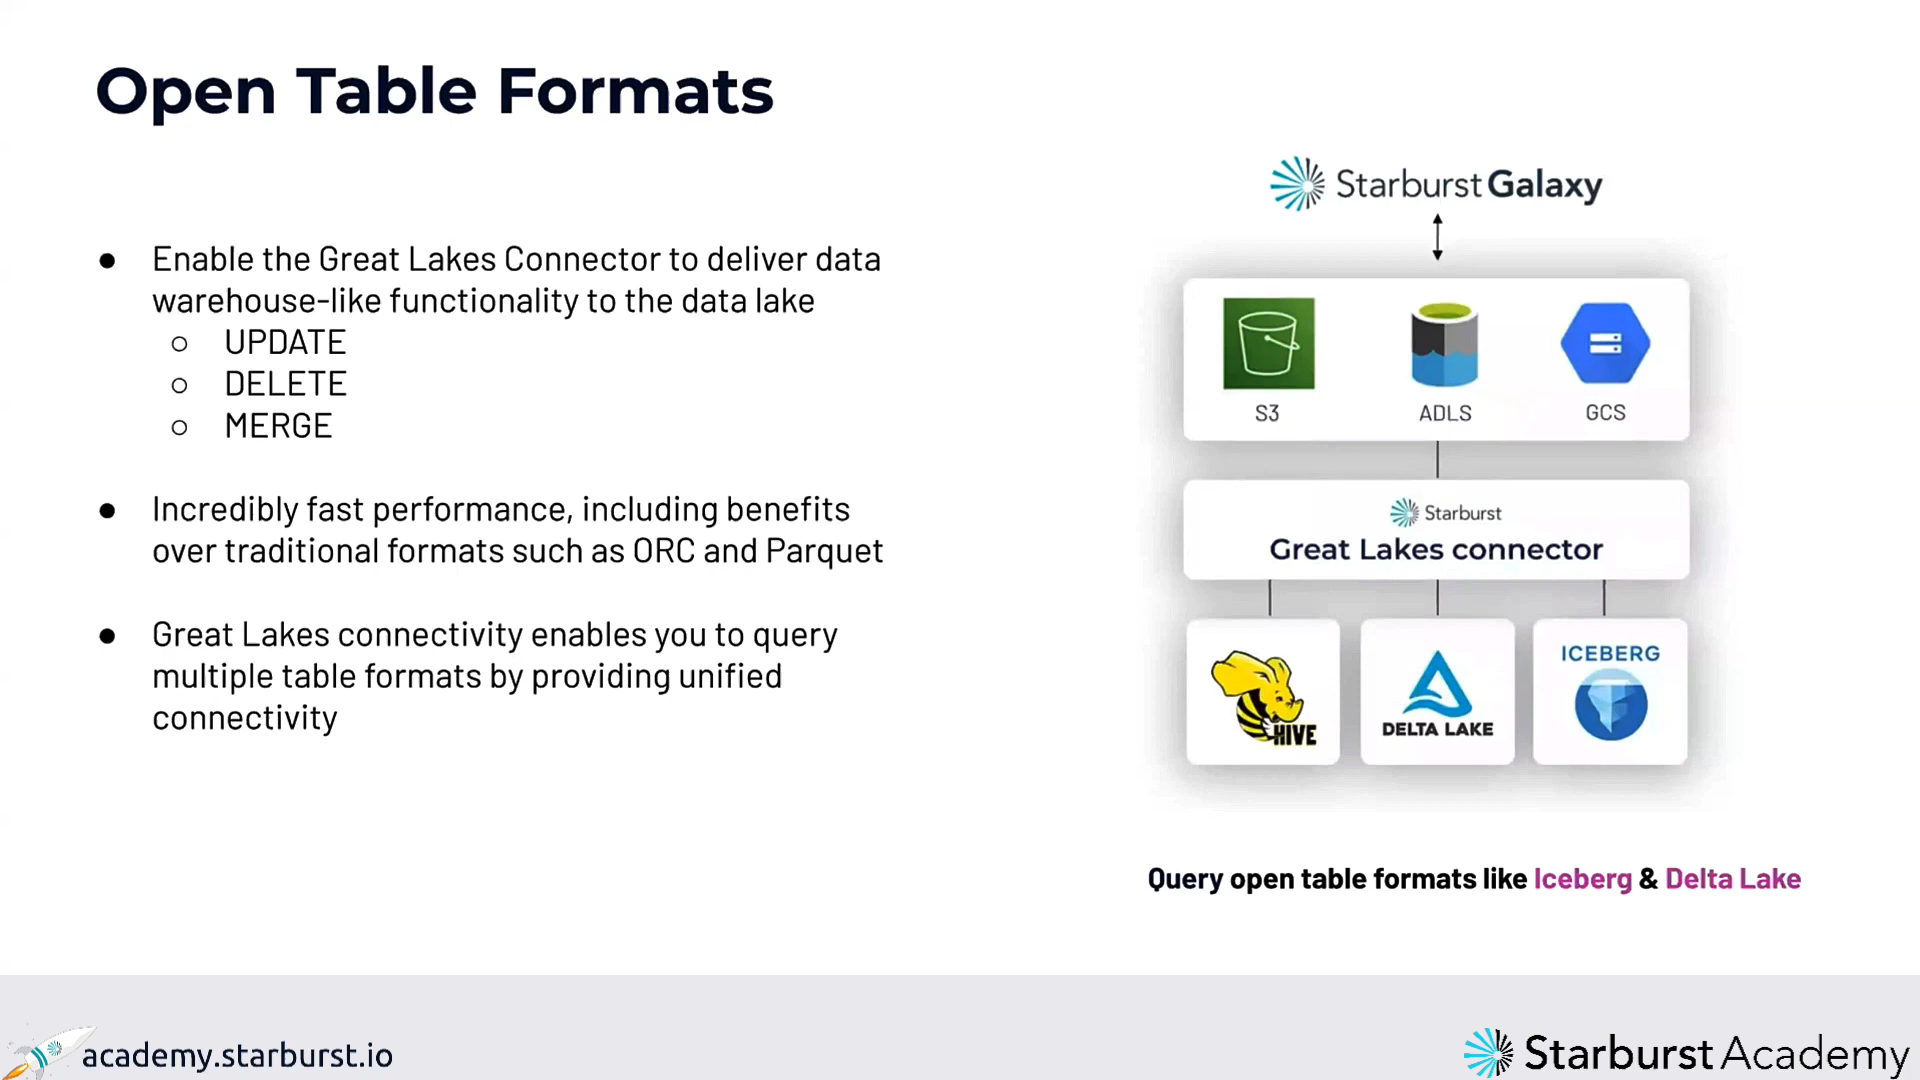 Open Table Formats
● Enable the Great Lakes Connector to deliver data
warehouse-like functionality to the data lake
○ UPDATE
○ DELETE
○ MERGE
● Incredibly fast performance, including benefits
over traditional formats such as ORC and Parquet
● Great Lakes connectivity enables you to query
multiple table formats by providing unified
connectivity
Starburst Galaxy
S3 ADLS GCS
Starburst
Great Lakes connector
HIVE
DELTA LAKE
ICEBERG
Query open table formats like Iceberg & Delta Lake
academy.starburst.io
Starburst Academy